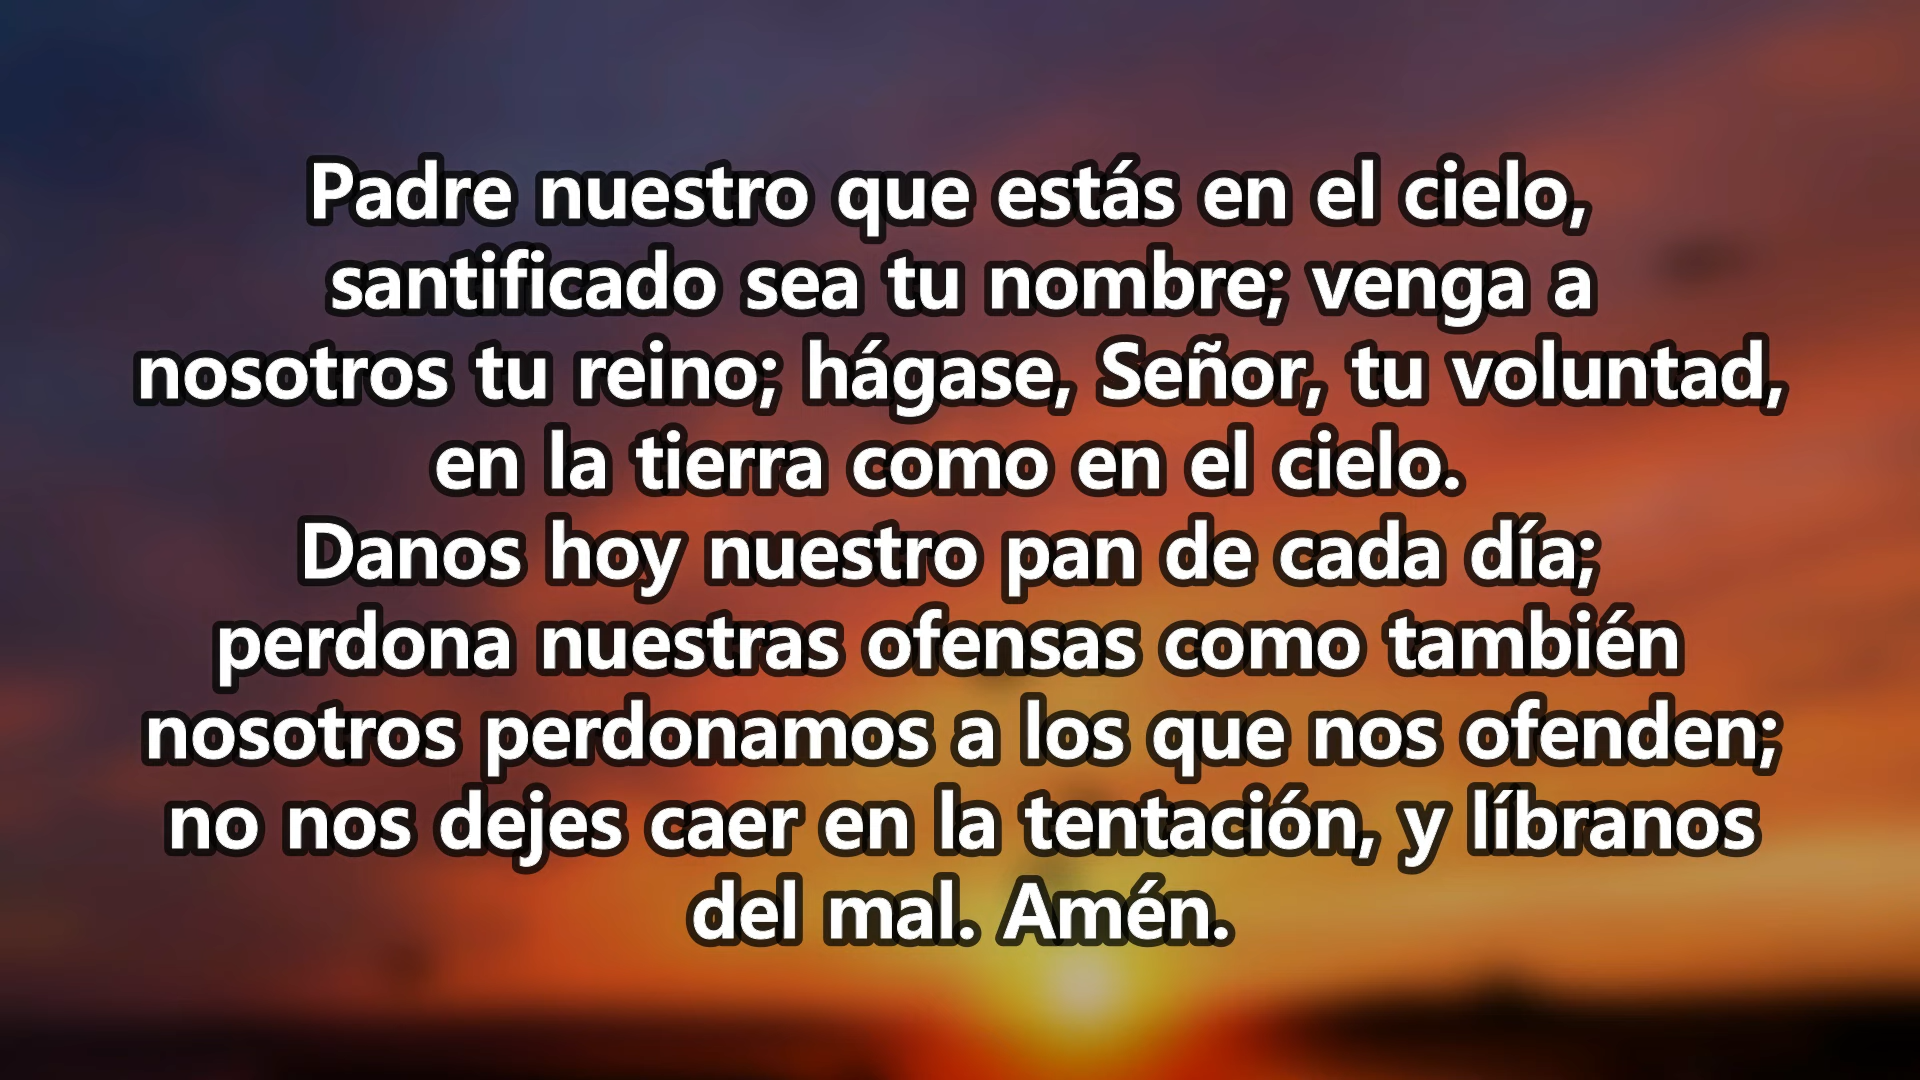 Padre nuestro que estás en el cielo,
santificado sea tu nombre; venga a
nosotros tu reino; hágase, Señor, tu voluntad,
en la tierra como en el cielo.
Danos hoy nuestro pan de cada día;
perdona nuestras ofensas como también
nosotros perdonamos a los que nos ofenden;
no nos dejes caer en la tentación, y líbranos
del mal. Amén.